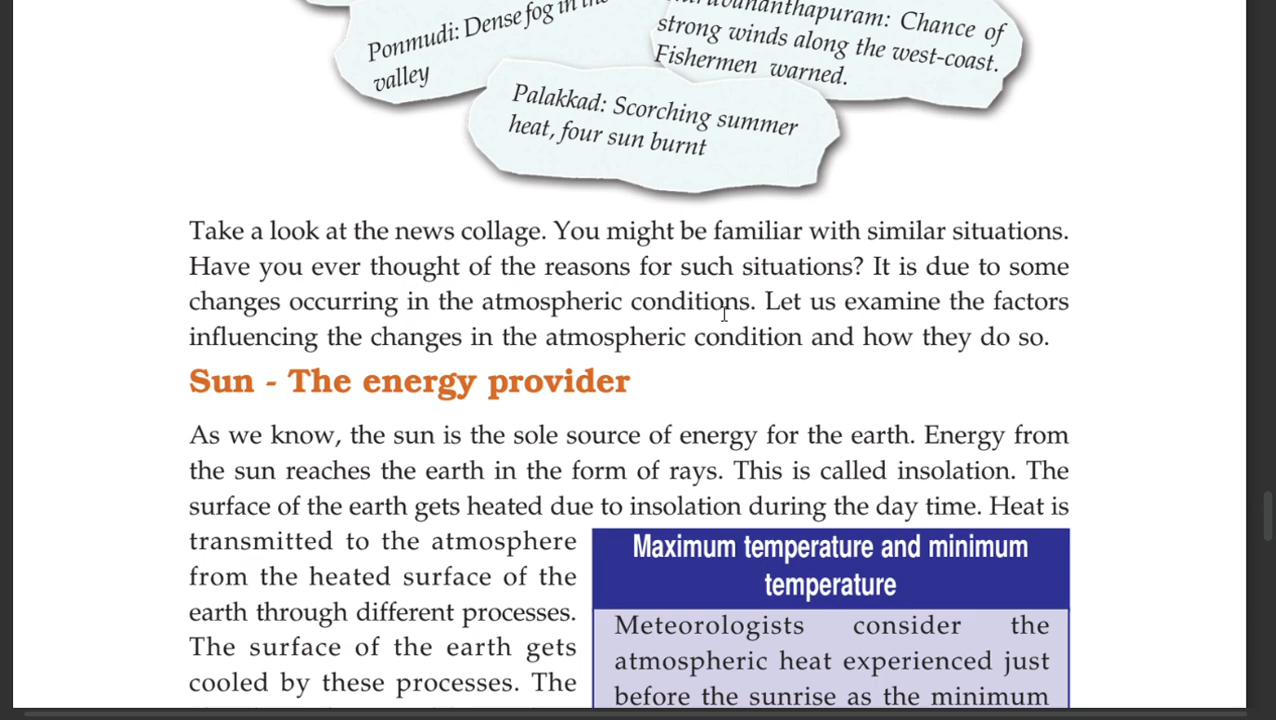 Ponmudi: Dense fog in the
valley
ananthapuram: Chance of
strong winds along the west-coast.
Fishermen warned.
Palakkad: Scorching summer
heat, four sun burnt
Take a look at the news collage. You might be familiar with similar situations.
Have you ever thought of the reasons for such situations? It is due to some
changes occurring in the atmospheric conditions. Let us examine the factors
influencing the changes in the atmospheric condition and how they do so.
Sun - The energy provider
As we know, the sun is the sole source of energy for the earth. Energy from
the sun reaches the earth in the form of rays. This is called insolation. The
surface of the earth gets heated due to insolation during the day time. Heat is
transmitted to the atmosphere
from the heated surface of the
earth through different processes.
The surface of the earth gets
cooled by these processes. The
Maximum temperature and minimum
temperature
Meteorologists consider the
atmospheric heat experienced just
before the sunrise as the minimum